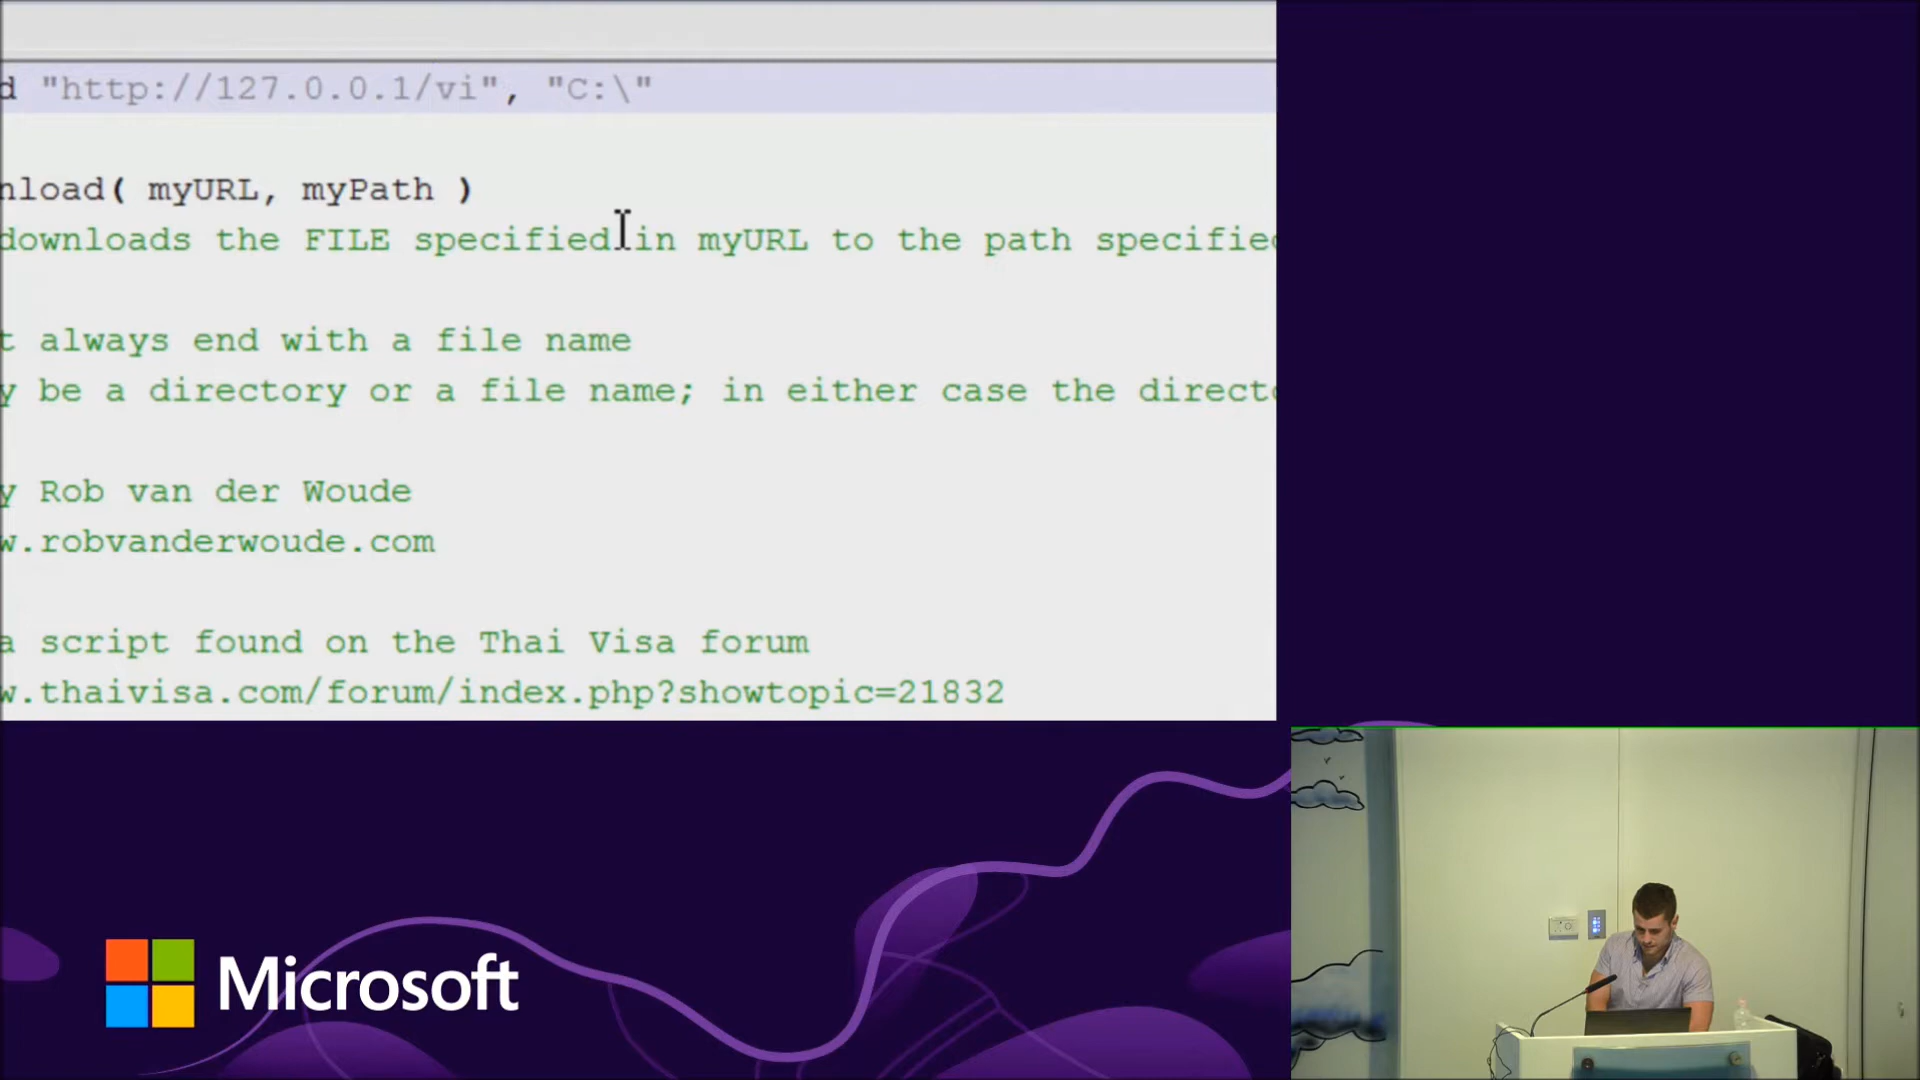 d "http://127.0.0.1/vi", "C:\"
nload( myURL, myPath )
downloads the FILE specified in myURL to the path specified
t always end with a file name
y be a directory or a file name; in either case the directo
y Rob van der Woude
w.robvanderwoude.com
a script found on the Thai Visa forum
w.thaivisa.com/forum/index.php?showtopic=21832
Microsoft